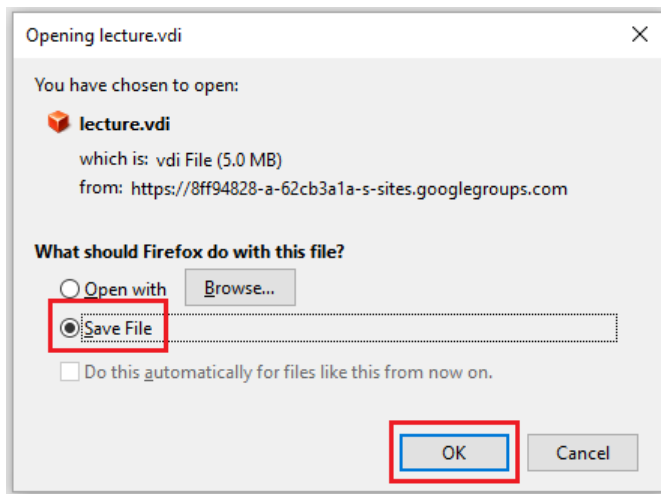 Opening lecture.vdi
You have chosen to open:
lecture.vdi
which is: vdi File (5.0 MB)
from: https://8ff94828-a-62cb3a1a-s-sites.googlegroups.com
What should Firefox do with this file?
Open with Browse...
Save File
Do this automatically for files like this from now on.
OK Cancel